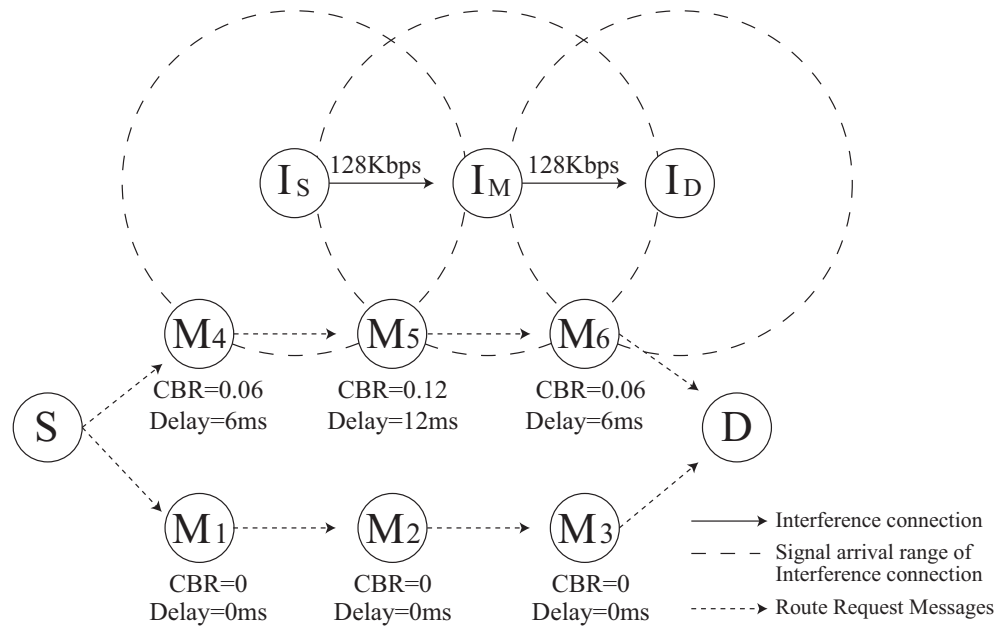 128Kbps
128Kbps
IS
IM
ID
M4
M5
M6
CBR=0.06
CBR=0.12
CBR=0.06
Delay=6ms
Delay=12ms
Delay=6ms
S
D
M1
M2
M3
CBR=0
CBR=0
CBR=0
Delay=0ms
Delay=0ms
Delay=0ms
Interference connection
Signal arrival range of
Interference connection
Route Request Messages